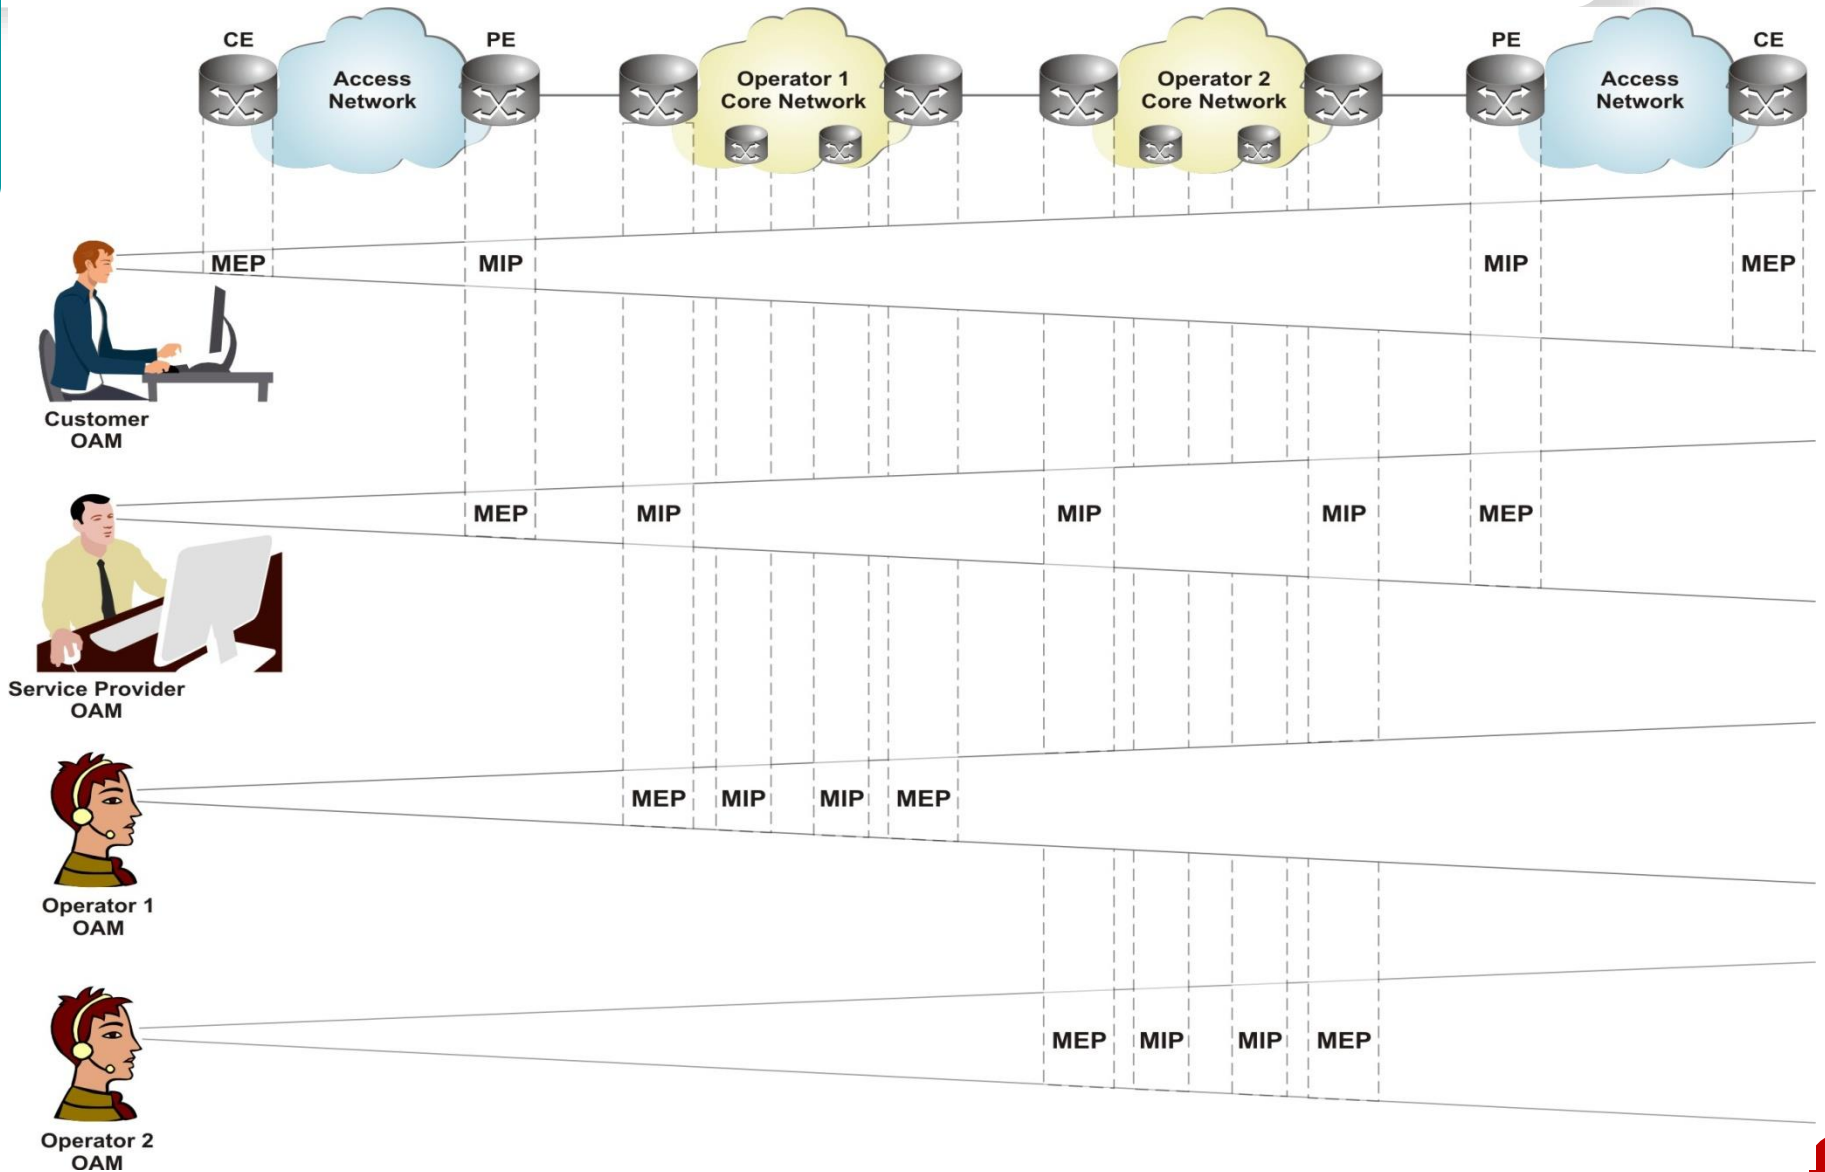 CE
PE
PE
CE
Access
Network
Operator 1
Core Network
Operator 2
Core Network
Access
Network
MEP
MIP
MIP
MEP
Customer
OAM
MEP
MIP
MIP
MIP
MEP
Service Provider
OAM
MEP
MIP
MIP
MEP
Operator 1
OAM
MEP
MIP
MIP
MEP
Operator 2
OAM